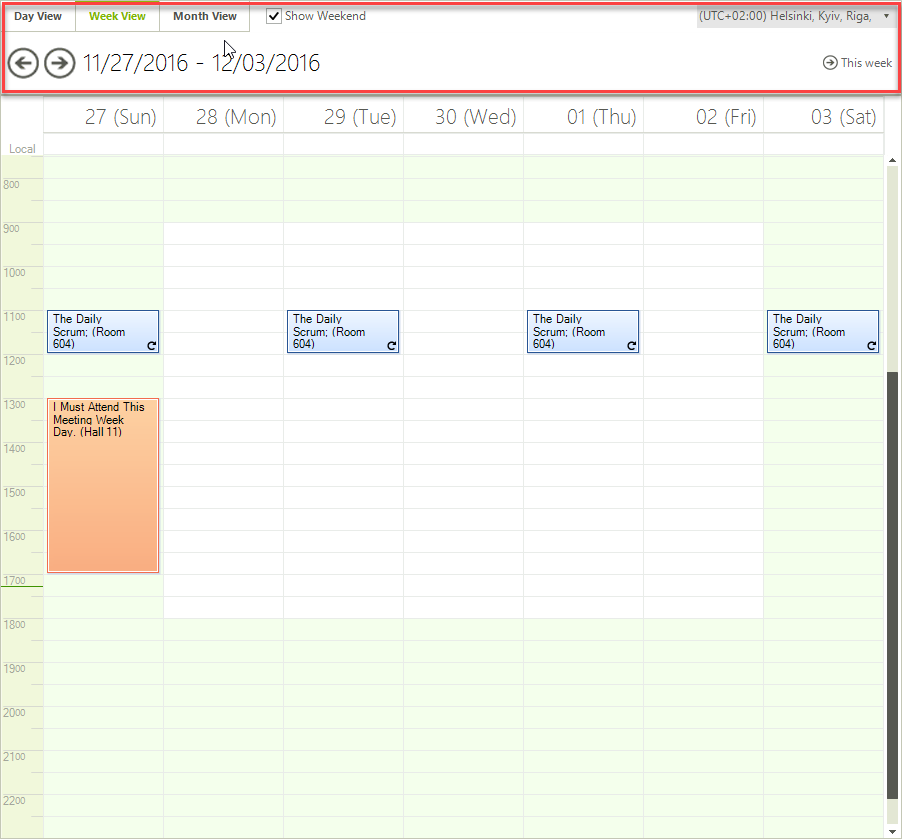 Day View Week View Month View Show Weekend (UTC+02:00) Helsinki, Kyiv, Riga,
11/27/2016 - 12/03/2016 This week
27 (Sun) 28 (Mon) 29 (Tue) 30 (Wed) 01 (Thu) 02 (Fri) 03 (Sat)
Local
800
900
1000
1100
The Daily
Scrum; (Room
604)
The Daily
Scrum; (Room
604)
The Daily
Scrum; (Room
604)
The Daily
Scrum; (Room
604)
1200
1300
I Must Attend This
Meeting Week
Day. (Hall 11)
1400
1500
1600
1700
1800
1900
2000
2100
2200